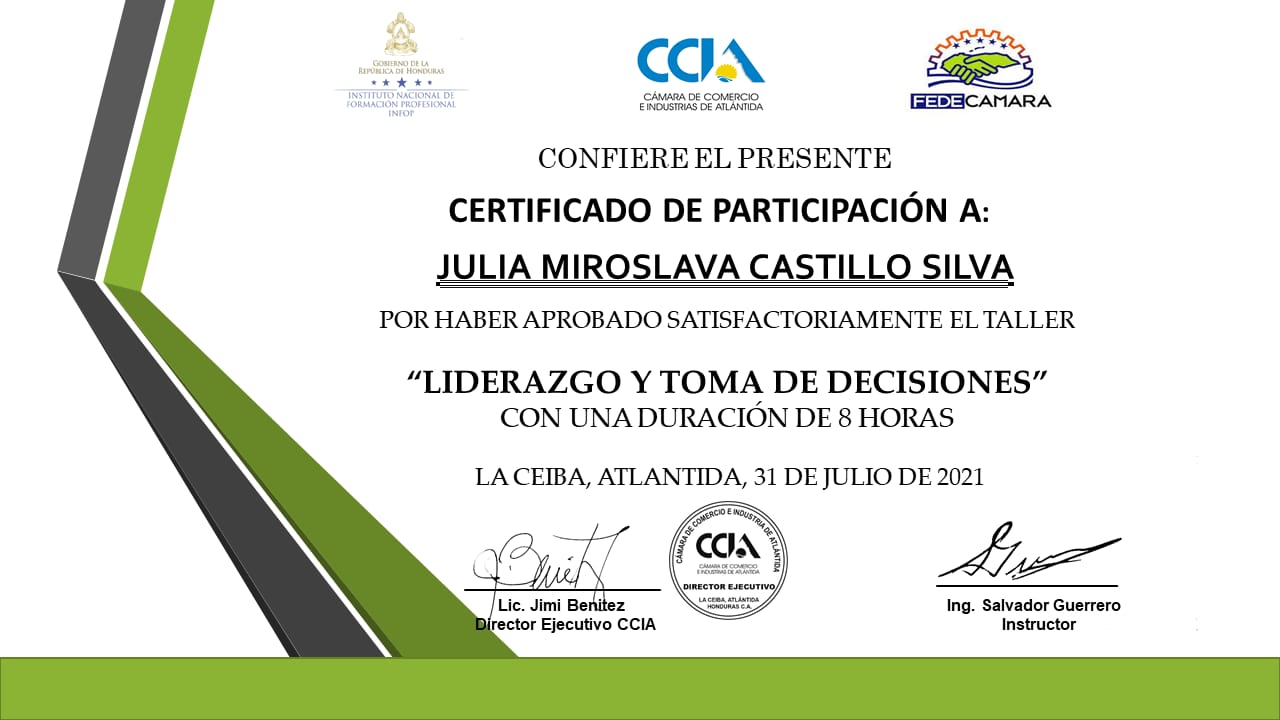 GOBIERNO DE LA
REPÚBLICA DE HONDURAS
INSTITUTO NACIONAL DE
FORMACIÓN PROFESIONAL
INFOP
CCIA
CÁMARA DE COMERCIO
E INDUSTRIAS DE ATLÁNTIDA
FEDECAMARA
CONFIERE EL PRESENTE
CERTIFICADO DE PARTICIPACIÓN A:
JULIA MIROSLAVA CASTILLO SILVA
POR HABER APROBADO SATISFACTORIAMENTE EL TALLER
“LIDERAZGO Y TOMA DE DECISIONES”
CON UNA DURACIÓN DE 8 HORAS
LA CEIBA, ATLANTIDA, 31 DE JULIO DE 2021
CÁMARA DE COMERCIO E INDUSTRIA DE ATLÁNTIDA
CCIA
CÁMARA DE COMERCIO
E INDUSTRIAS DE ATLÁNTIDA
DIRECTOR EJECUTIVO
LA CEIBA, ATLÁNTIDA
HONDURAS C.A.
Lic. Jimi Benitez
Director Ejecutivo CCIA
Ing. Salvador Guerrero
Instructor